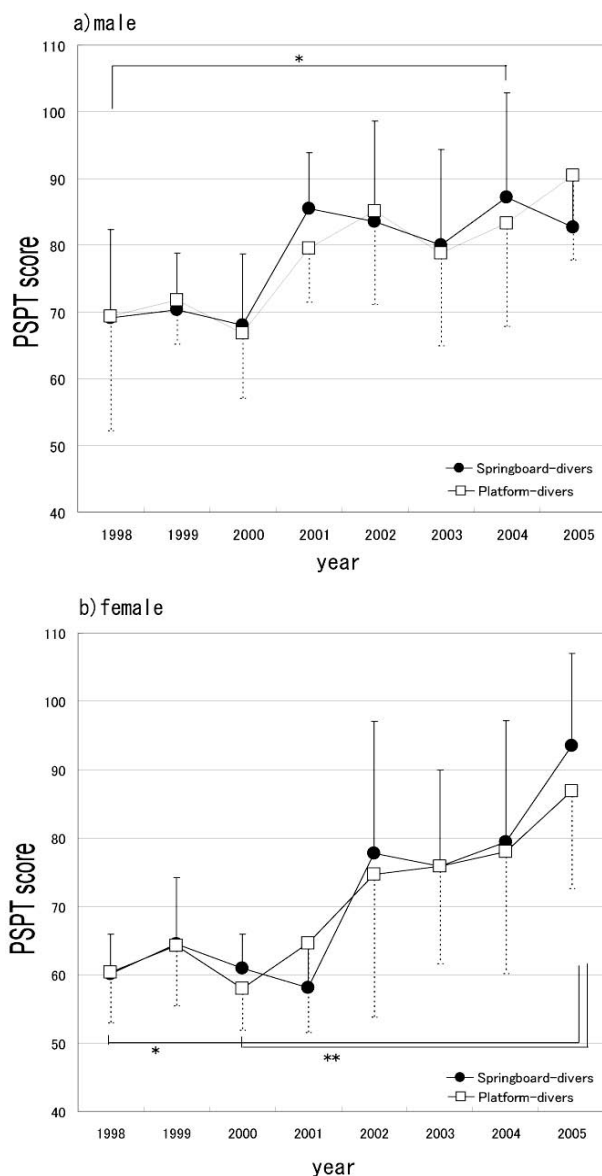 a)male
110
*
100
90
80
70
60
50
40
PSPT score
Springboard-divers
Platform-divers
1998 1999 2000 2001 2002 2003 2004 2005
year
b)female
110
100
90
80
70
60
50
40
PSPT score
* **
Springboard-divers
Platform-divers
1998 1999 2000 2001 2002 2003 2004 2005
year